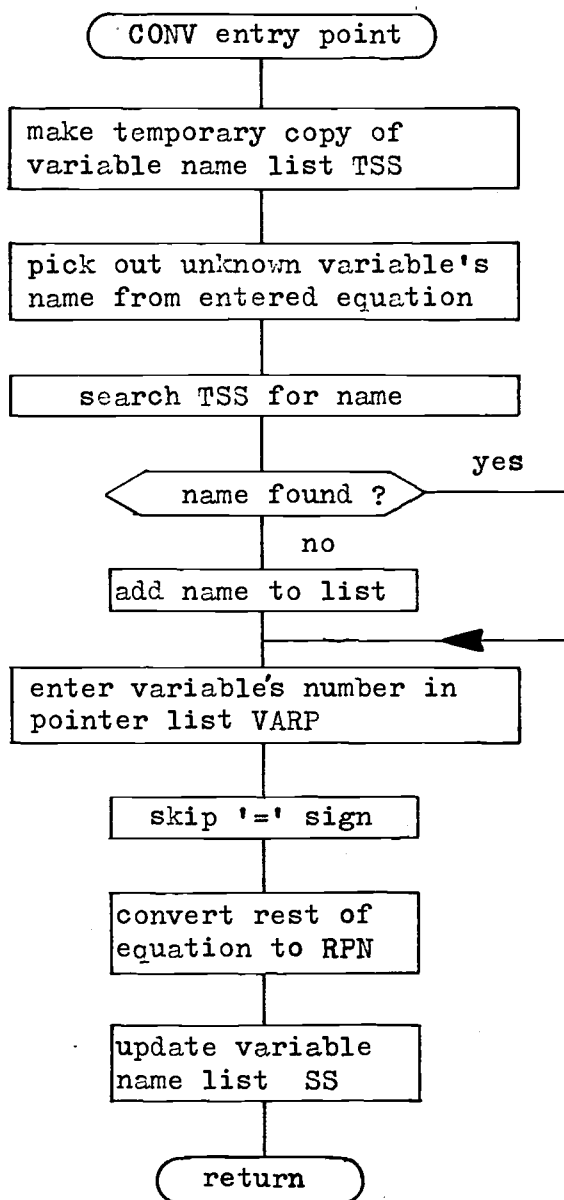 CONV entry point
make temporary copy of
variable name list TSS
pick out unknown variable's
name from entered equation
search TSS for name
name found ?
yes
no
add name to list
enter variable's number in
pointer list VARP
skip '=' sign
convert rest of
equation to RPN
update variable
name list SS
return